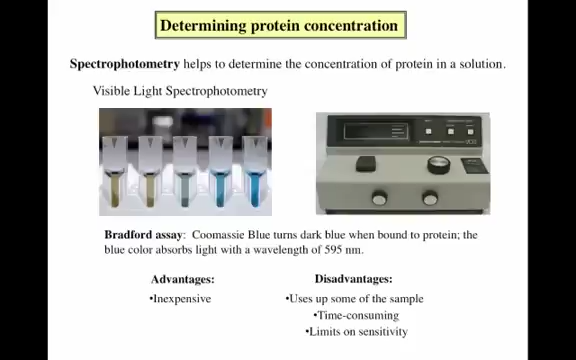 Determining protein concentration
Spectrophotometry helps to determine the concentration of protein in a solution.
Visible Light Spectrophotometry
Bradford assay: Coomassie Blue turns dark blue when bound to protein; the
blue color absorbs light with a wavelength of 595 nm.
Advantages:
•Inexpensive
Disadvantages:
•Uses up some of the sample
•Time-consuming
•Limits on sensitivity